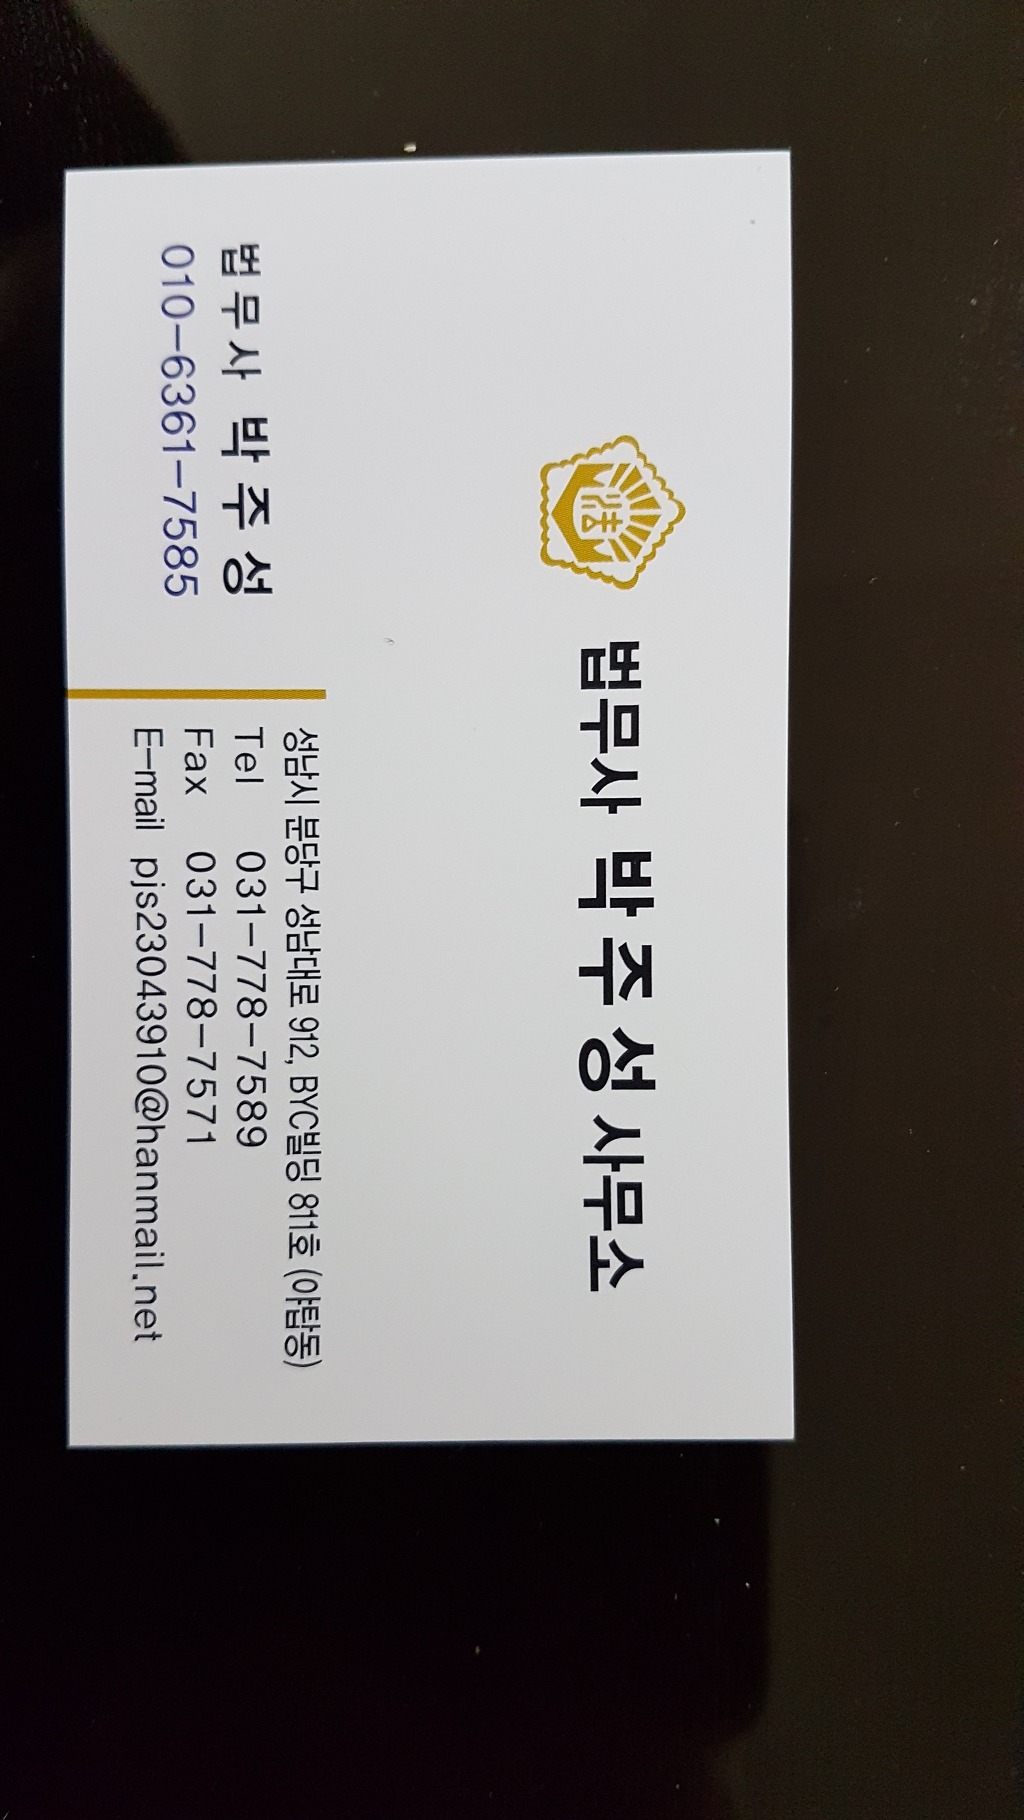 법무사 박주성사무소
법무사 박주성
010-6361-7585
성남시 분당구 성남대로 912, BYC빌딩 811호 (야탑동)
Tel 031-778-7589
Fax 031-778-7571
E-mail pjs23043910@hanmail.net